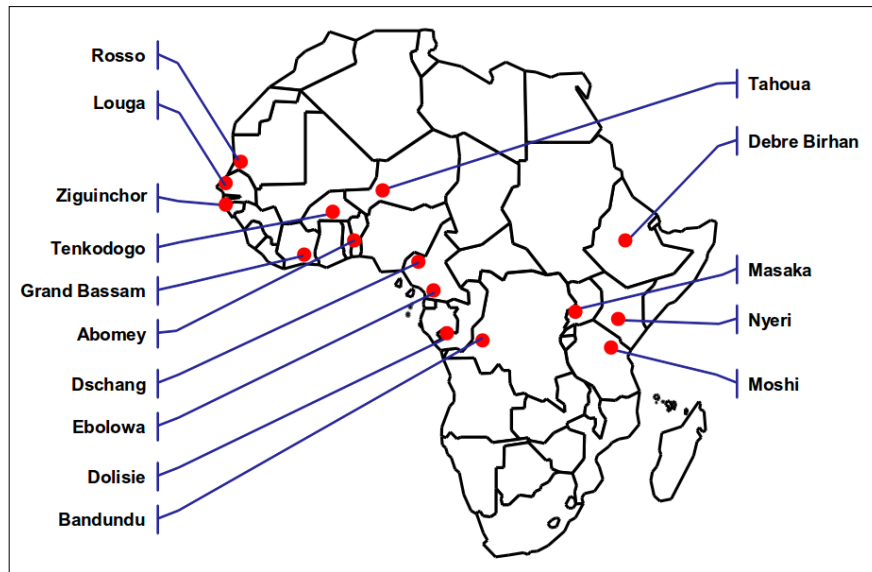 Rosso
Louga
Ziguinchor
Tenkodogo
Grand Bassam
Abomey
Dschang
Ebolowa
Dolisie
Bandundu
Tahoua
Debre Birhan
Masaka
Nyeri
Moshi